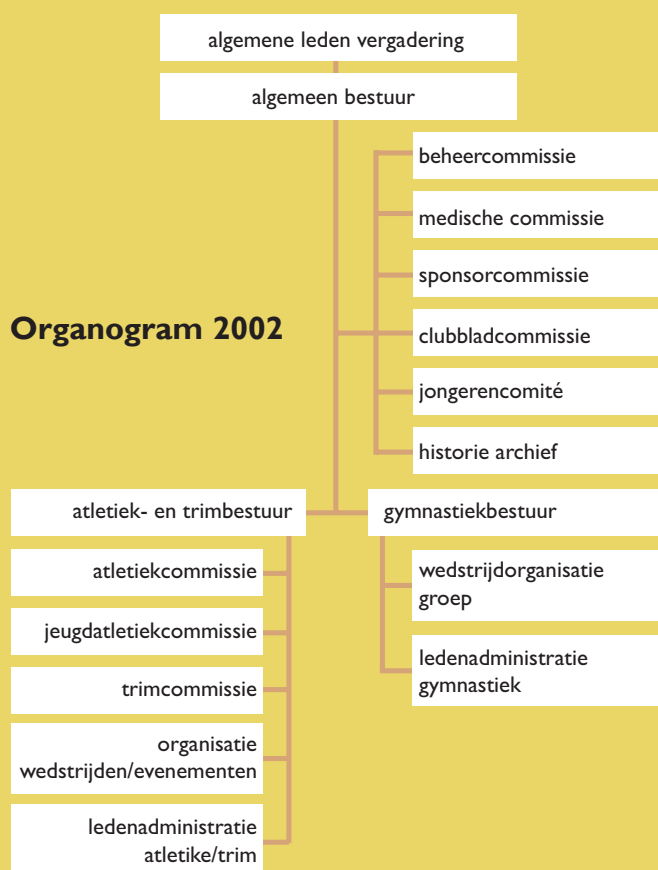 algemene leden vergadering
algemeen bestuur
beheercommissie
medische commissie
sponsorcommissie
Organogram 2002
clubbladcommissie
jongerencomité
historie archief
atletiek- en trimbestuur
gymnastiekbestuur
atletiekcommissie
jeugdatletiekcommissie
trimcommissie
organisatie
wedstrijden/evenementen
ledenadministratie
atletike/trim
wedstrijdorganisatie
groep
ledenadministratie
gymnastiek